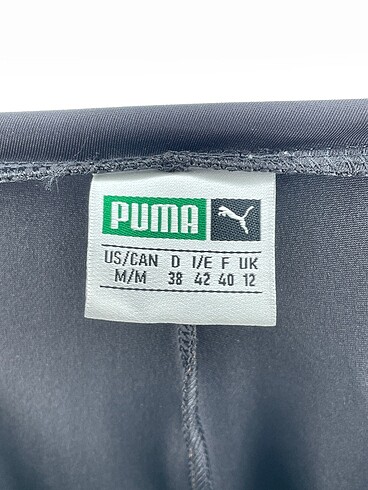 PUMA
US/CAN D I/E F UK
M/M 38 42 40 12